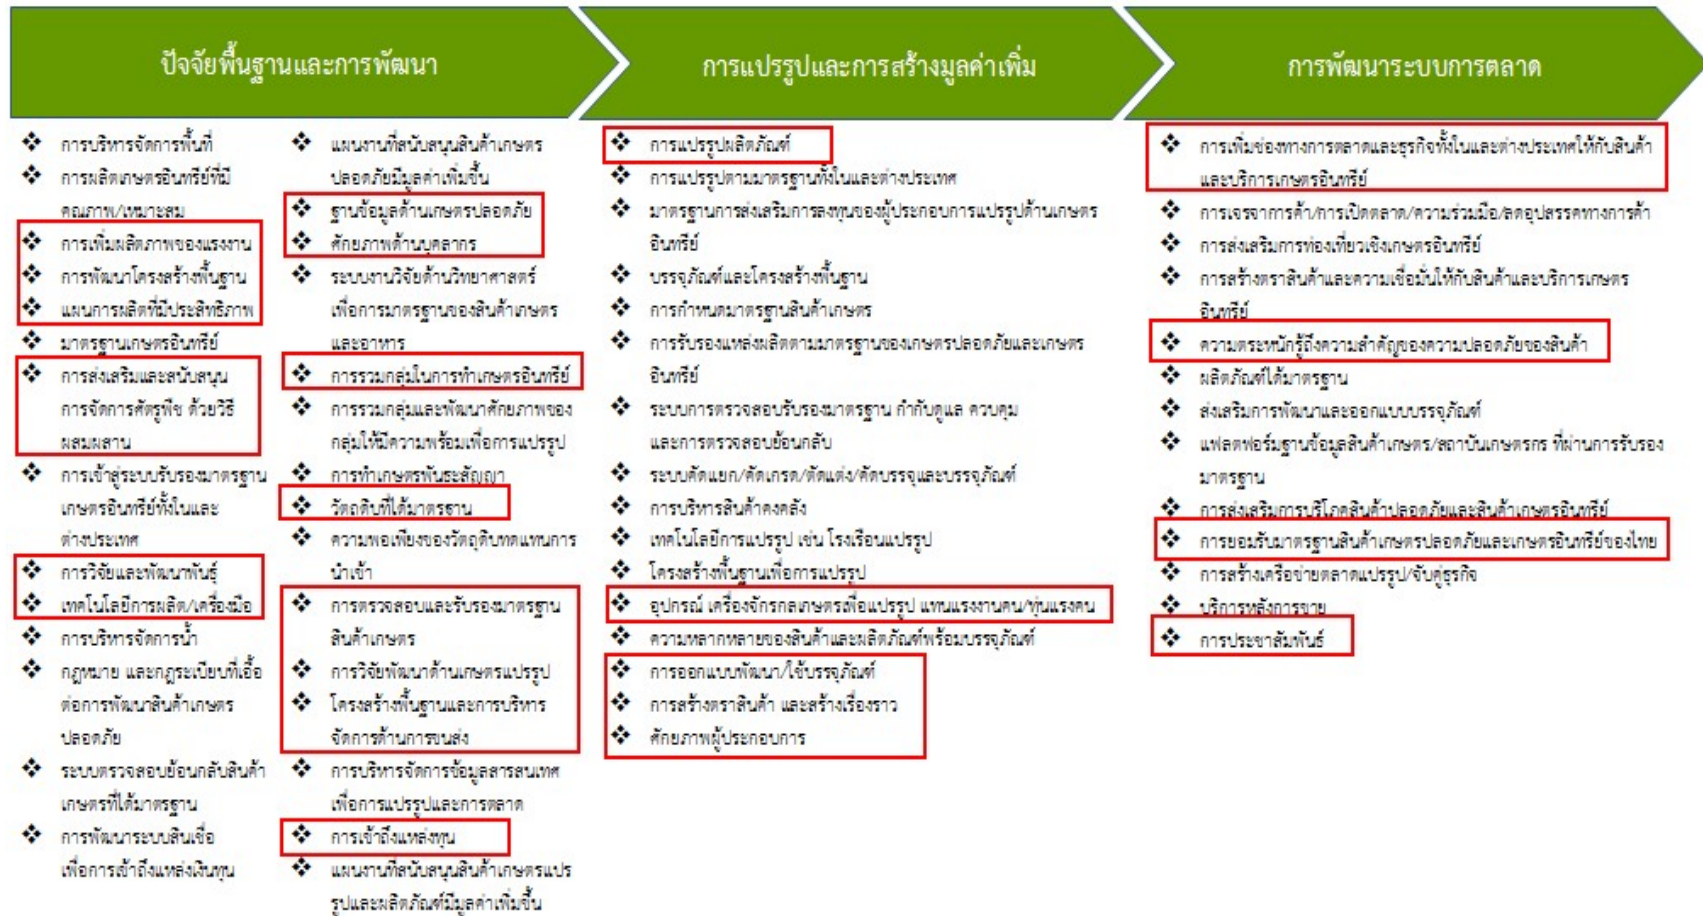 ปัจจัยพื้นฐานและการพัฒนา
การแปรรูปและการสร้างมูลค่าเพิ่ม
การพัฒนาระบบการตลาด
❖ การบริหารจัดการพื้นที่
❖ การผลิตเกษตรอินทรีย์ที่มี
คุณภาพ/เหมาะสม
❖ การเพิ่มผลิตภาพของแรงงาน
❖ การพัฒนาโครงสร้างพื้นฐาน
❖ แผนการผลิตที่มีประสิทธิภาพ
❖ มาตรฐานเกษตรอินทรีย์
❖ การส่งเสริมและสนับสนุน
การจัดการศัตรูพืช ด้วยวิธี
ผสมผสาน
❖ การเข้าสู่ระบบรับรองมาตรฐาน
เกษตรอินทรีย์ทั้งในและ
ต่างประเทศ
❖ การวิจัยและพัฒนาพันธุ์
❖ เทคโนโลยีการผลิต/เครื่องมือ
❖ การบริหารจัดการน้ำ
❖ กฎหมาย และกฎระเบียบที่เอื้อ
ต่อการพัฒนาสินค้าเกษตร
ปลอดภัย
❖ ระบบตรวจสอบย้อนกลับสินค้า
เกษตรที่ได้มาตรฐาน
❖ การพัฒนาระบบสินเชื่อ
เพื่อการเข้าถึงแหล่งเงินทุน
❖ แผนงานที่สนับสนุนสินค้าเกษตร
ปลอดภัยมีมูลค่าเพิ่มขึ้น
❖ ฐานข้อมูลด้านเกษตรปลอดภัย
❖ ศักยภาพด้านบุคลากร
❖ ระบบงานวิจัยด้านวิทยาศาสตร์
เพื่อการมาตรฐานของสินค้าเกษตร
และอาหาร
❖ การรวมกลุ่มในการทำเกษตรอินทรีย์
❖ การรวมกลุ่มและพัฒนาศักยภาพของ
กลุ่มให้มีความพร้อมเพื่อการแปรรูป
❖ การทำเกษตรพันธะสัญญา
❖ วัตถุดิบที่ได้มาตรฐาน
❖ ความพอเพียงของวัตถุดิบทดแทนการ
นำเข้า
❖ การตรวจสอบและรับรองมาตรฐาน
สินค้าเกษตร
❖ การวิจัยพัฒนาด้านเกษตรแปรรูป
❖ โครงสร้างพื้นฐานและการบริหาร
จัดการด้านการขนส่ง
❖ การบริหารจัดการข้อมูลสารสนเทศ
เพื่อการแปรรูปและการตลาด
❖ การเข้าถึงแหล่งทุน
❖ แผนงานที่สนับสนุนสินค้าเกษตรแปร
รูปและผลิตภัณฑ์มีมูลค่าเพิ่มขึ้น
❖ การแปรรูปผลิตภัณฑ์
❖ การแปรรูปตามมาตรฐานทั้งในและต่างประเทศ
❖ มาตรฐานการส่งเสริมการลงทุนของผู้ประกอบการแปรรูปด้านเกษตร
อินทรีย์
❖ บรรจุภัณฑ์และโครงสร้างพื้นฐาน
❖ การกำหนดมาตรฐานสินค้าเกษตร
❖ การรับรองแหล่งผลิตตามมาตรฐานของเกษตรปลอดภัยและเกษตร
อินทรีย์
❖ ระบบการตรวจสอบรับรองมาตรฐาน กำกับดูแล ควบคุม
และการตรวจสอบย้อนกลับ
❖ ระบบคัดแยก/คัดเกรด/ตัดแต่ง/คัดบรรจุและบรรจุภัณฑ์
❖ การบริหารสินค้าคงคลัง
❖ เทคโนโลยีการแปรรูป เช่น โรงเรือนแปรรูป
❖ โครงสร้างพื้นฐานเพื่อการแปรรูป
❖ อุปกรณ์ เครื่องจักรกลเกษตรเพื่อแปรรูป แทนแรงงานคน/ทุ่นแรงคน
❖ ความหลากหลายของสินค้าและผลิตภัณฑ์พร้อมบรรจุภัณฑ์
❖ การออกแบบพัฒนา/ใช้บรรจุภัณฑ์
❖ การสร้างตราสินค้า และสร้างเรื่องราว
❖ ศักยภาพผู้ประกอบการ
❖ การเพิ่มช่องทางการตลาดและธุรกิจทั้งในและต่างประเทศให้กับสินค้า
และบริการเกษตรอินทรีย์
❖ การเจรจาการค้า/การเปิดตลาด/ความร่วมมือ/ลดอุปสรรคทางการค้า
❖ การส่งเสริมการท่องเที่ยวเชิงเกษตรอินทรีย์
❖ การสร้างตราสินค้าและความเชื่อมั่นให้กับสินค้าและบริการเกษตร
อินทรีย์
❖ ความตระหนักรู้ถึงความสำคัญของความปลอดภัยของสินค้า
❖ ผลิตภัณฑ์ได้มาตรฐาน
❖ ส่งเสริมการพัฒนาและออกแบบบรรจุภัณฑ์
❖ แพลตฟอร์มฐานข้อมูลสินค้าเกษตร/สถาบันเกษตรกร ที่ผ่านการรับรอง
มาตรฐาน
❖ การส่งเสริมการบริโภคสินค้าปลอดภัยและสินค้าเกษตรอินทรีย์
❖ การยอมรับมาตรฐานสินค้าเกษตรปลอดภัยและเกษตรอินทรีย์ของไทย
❖ การสร้างเครือข่ายตลาดแปรรูป/จับคู่ธุรกิจ
❖ บริการหลังการขาย
❖ การประชาสัมพันธ์